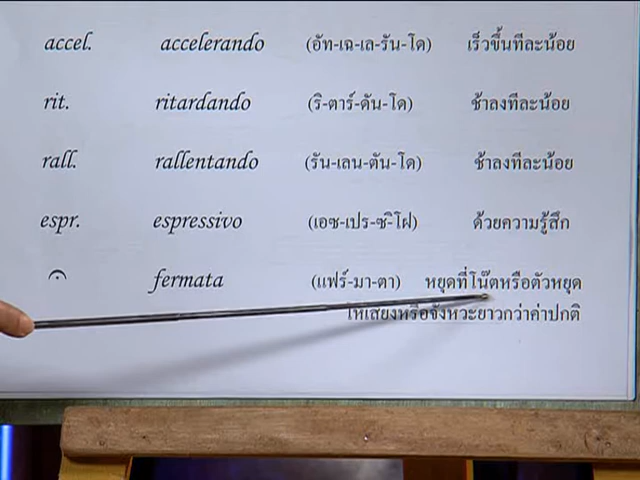 accel. accelerando (อัท-เฉ-เล-รัน-โด) เร็วขึ้นทีละน้อย
rit. ritardando (ริ-ตาร์-ดัน-โด) ช้าลงทีละน้อย
rall. rallentando (รัน-เลน-ตัน-โด) ช้าลงทีละน้อย
espr. espressivo (เอซ-เปร-ซ-ิโฝ) ด้วยความรู้สึก
𝄐 fermata (แฟร์-มา-ตา) หยุดที่โน๊ตหรือตัวหยุด
ให้เสียงหรือจังหวะยาวกว่าค่าปกติ